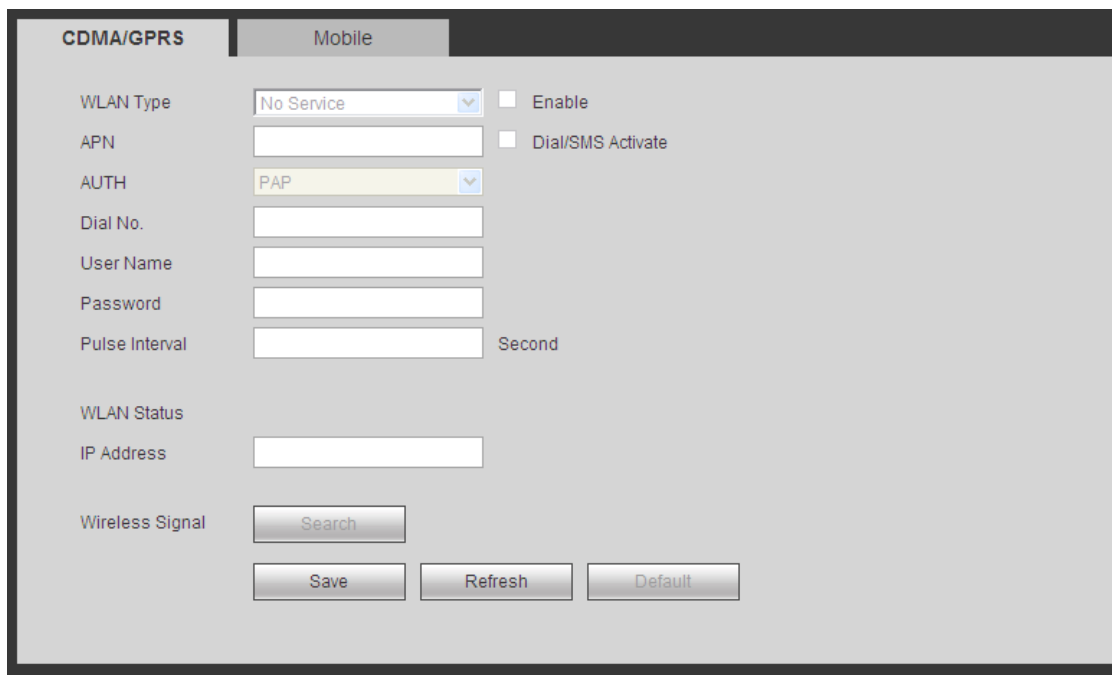 CDMA/GPRS Mobile
WLAN Type No Service Enable
APN Dial/SMS Activate
AUTH PAP
Dial No.
User Name
Password
Pulse Interval Second
WLAN Status
IP Address
Wireless Signal Search
Save Refresh Default